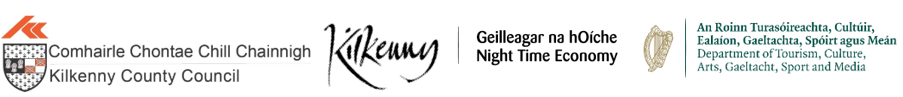 Comhairle Chontae Chill Chainnigh
Kilkenny County Council
Kilkenny
Geilleagar na hOíche
Night Time Economy
An Roinn Turasóireachta, Cultúir,
Ealaíon, Gaeltachta, Spóirt agus Meán
Department of Tourism, Culture,
Arts, Gaeltacht, Sport and Media